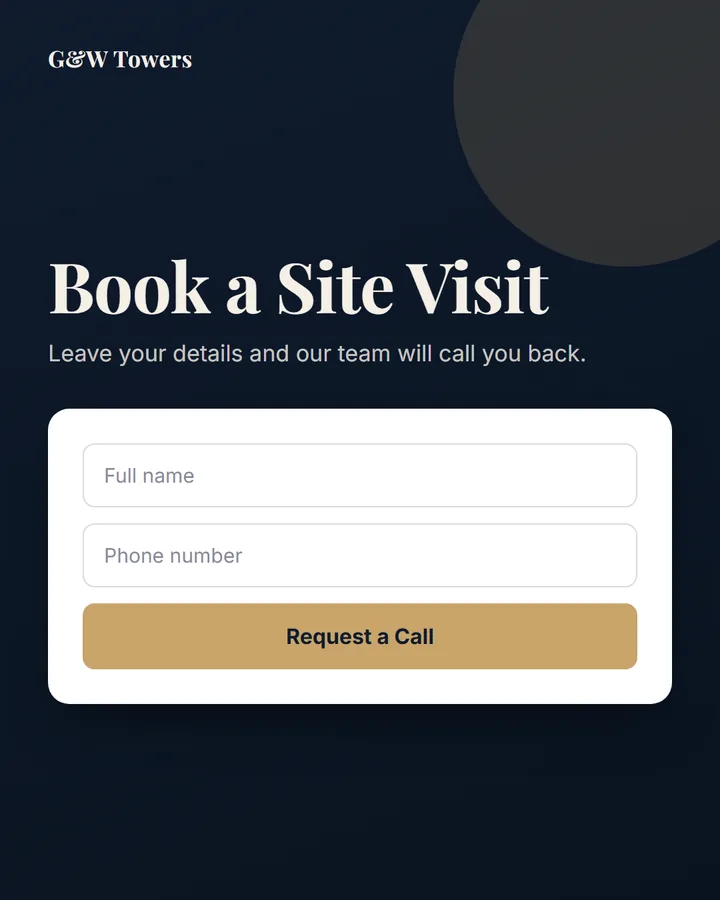 G&W Towers
Book a Site Visit
Leave your details and our team will call you back.
Full name
Phone number
Request a Call